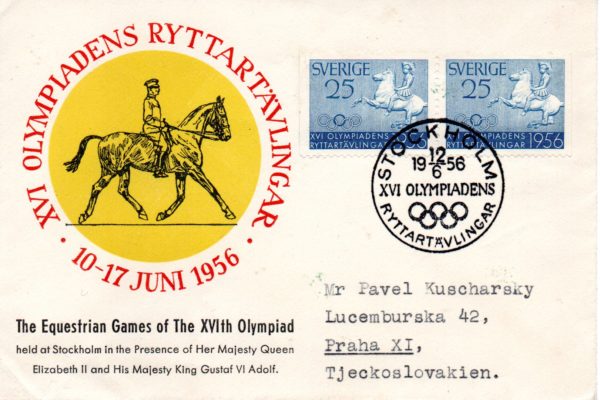 XVI OLYMPIADENS RYTTARTÄVLINGAR
· 10-17 JUNI 1956 ·
The Equestrian Games of The XVIth Olympiad
held at Stockholm in the Presence of Her Majesty Queen
Elizabeth II and His Majesty King Gustaf VI Adolf.
SVERIGE
25
XVI OLYMPIADENS
RYTTARTÄVLINGAR 1956
SVERIGE
25
XVI OLYMPIADENS
RYTTARTÄVLINGAR 1956
STOCKHOLM
12
19 56
6
XVI OLYMPIADENS
RYTTARTÄVLINGAR
Mr Pavel Kuscharsky
Lucemburska 42,
Praha XI,
Tjeckoslovakien.